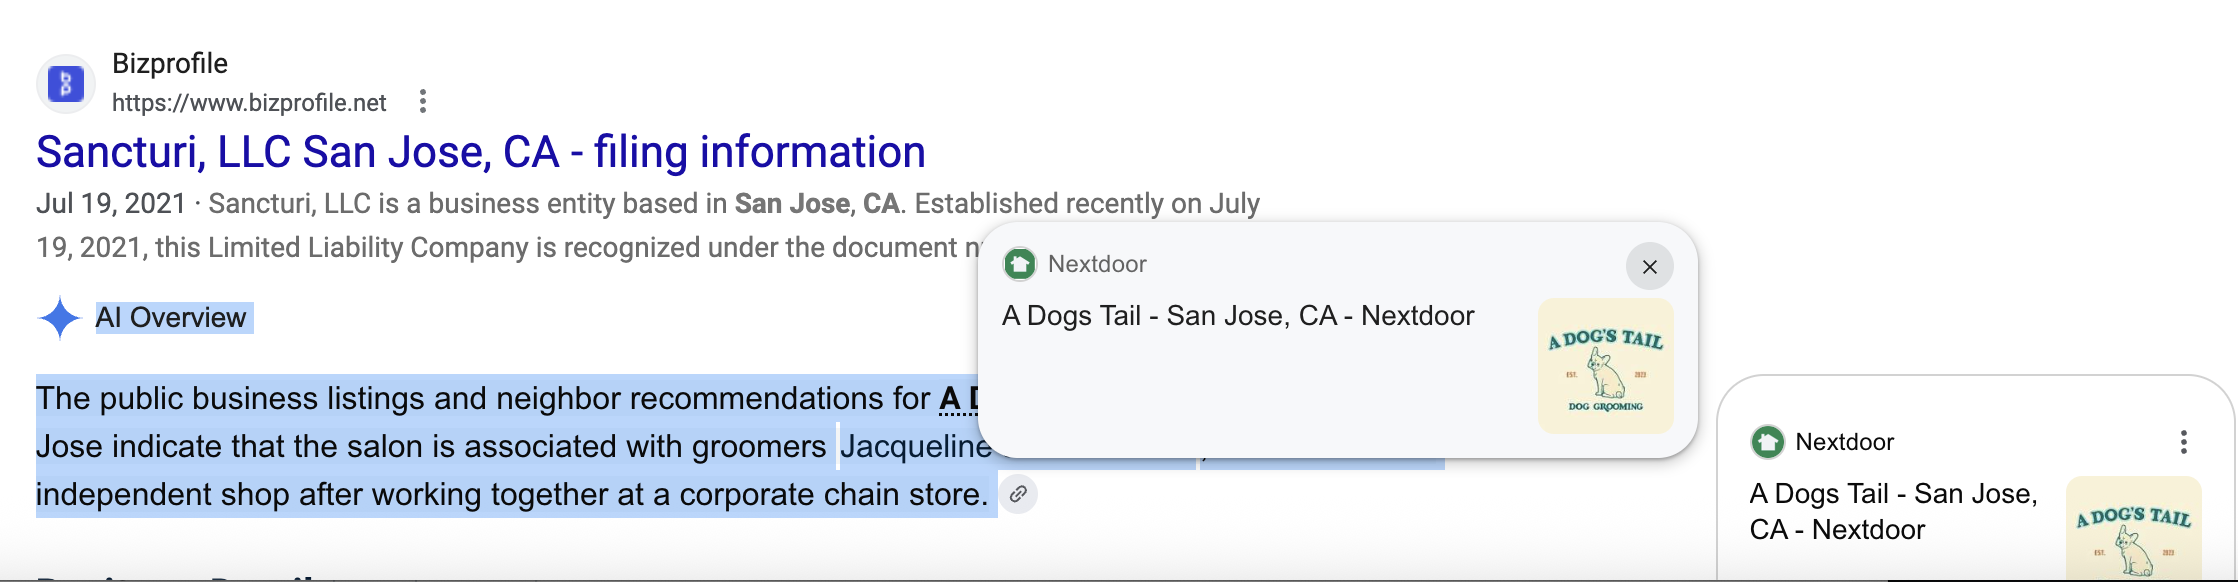 Bizprofile
https://www.bizprofile.net
Sancturi, LLC San Jose, CA - filing information
Jul 19, 2021 · Sancturi, LLC is a business entity based in San Jose, CA. Established recently on July
19, 2021, this Limited Liability Company is recognized under the document
AI Overview
The public business listings and neighbor recommendations for A
Jose indicate that the salon is associated with groomers Jacqueline
independent shop after working together at a corporate chain store.
Nextdoor
A Dogs Tail - San Jose, CA - Nextdoor
A DOG'S TAIL
EST. 2023
DOG GROOMING
Nextdoor
A Dogs Tail - San Jose,
CA - Nextdoor
A DOG'S TAIL
EST. 2023